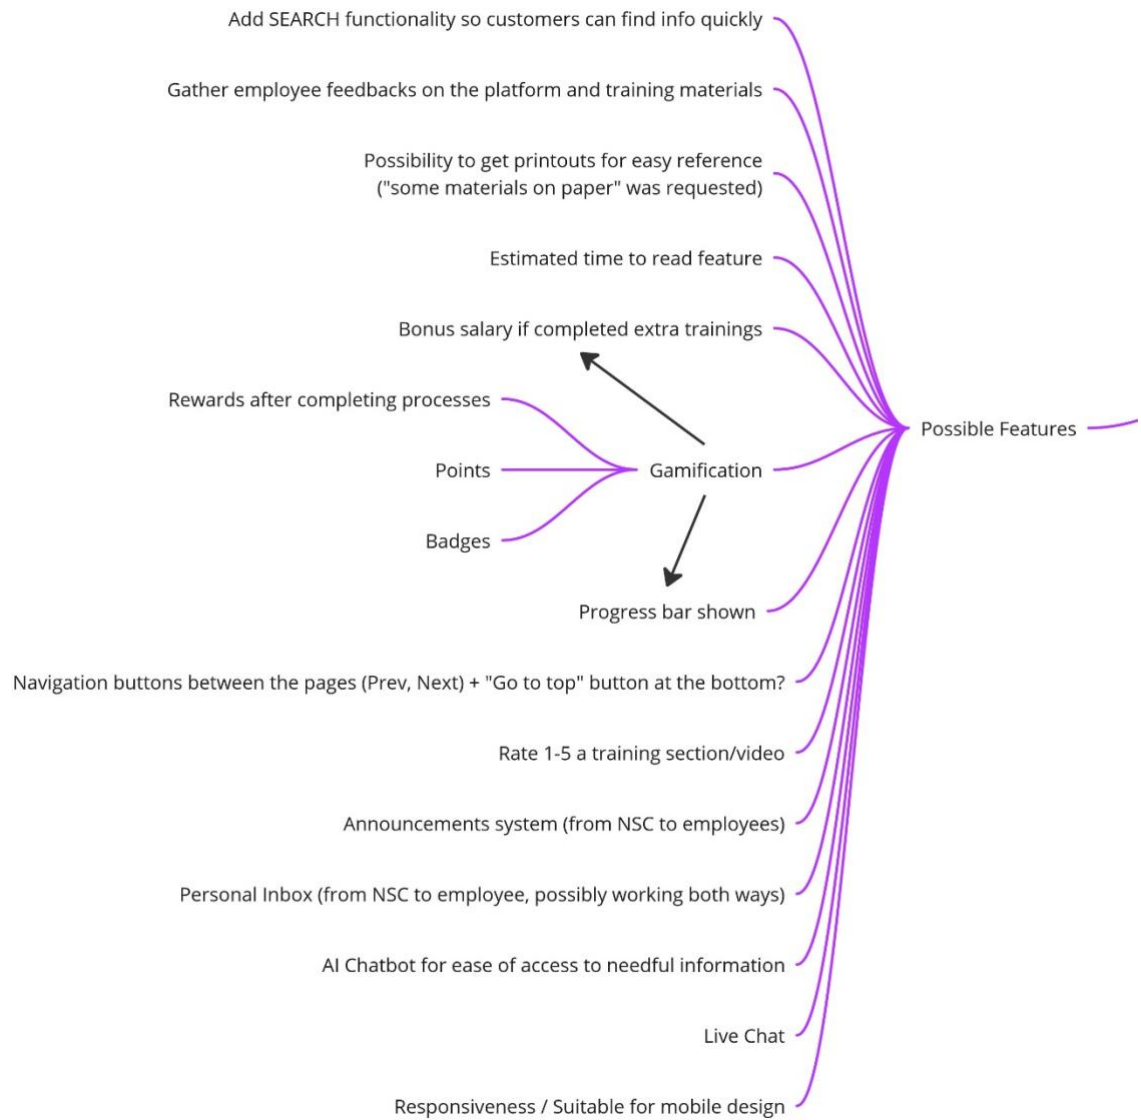 Add SEARCH functionality so customers can find info quickly
Gather employee feedbacks on the platform and training materials
Possibility to get printouts for easy reference
("some materials on paper" was requested)
Estimated time to read feature
Bonus salary if completed extra trainings
Rewards after completing processes
Possible Features
Points
Gamification
Badges
Progress bar shown
Navigation buttons between the pages (Prev, Next) + "Go to top" button at the bottom?
Rate 1-5 a training section/video
Announcements system (from NSC to employees)
Personal Inbox (from NSC to employee, possibly working both ways)
AI Chatbot for ease of access to needful information
Live Chat
Responsiveness / Suitable for mobile design